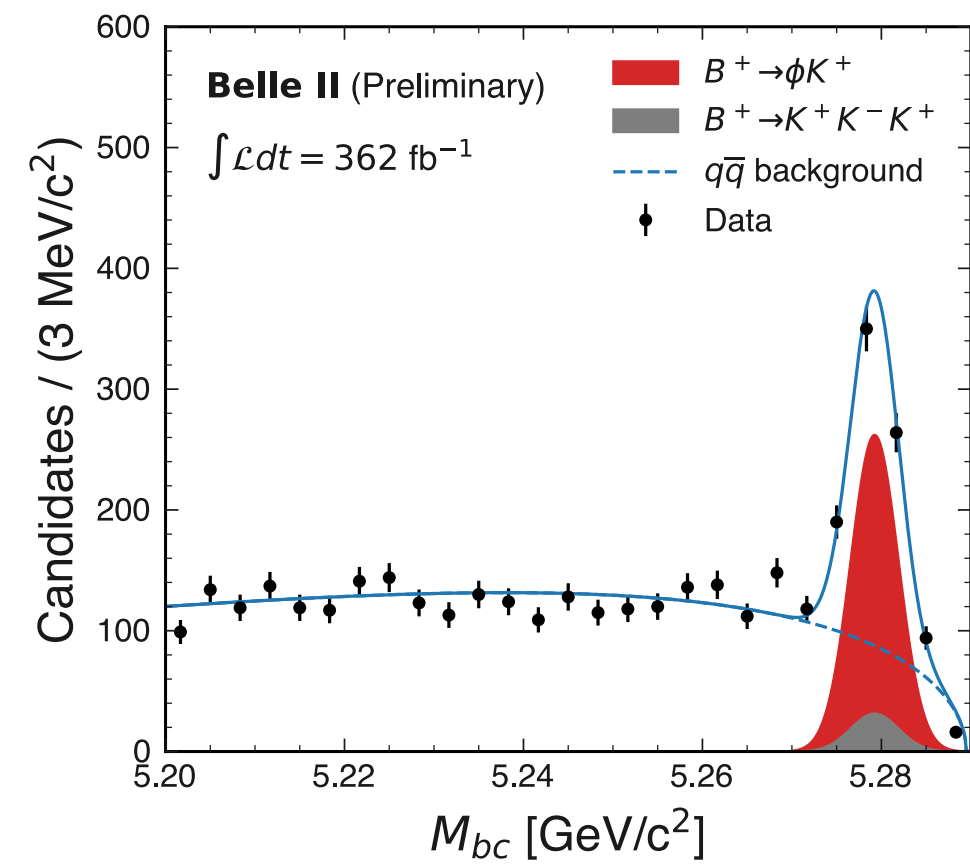 Belle II (Preliminary)
∫ℒdt = 362 fb⁻¹
B⁺→ϕK⁺
B⁺→K⁺K⁻K⁺
qq̅ background
Data
Candidates / (3 MeV/c²)
600
500
400
300
200
100
0
5.20 5.22 5.24 5.26 5.28
M_bc [GeV/c²]